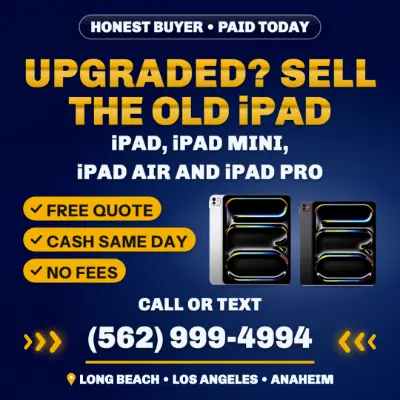 HONEST BUYER • PAID TODAY
UPGRADED? SELL
THE OLD iPAD
iPAD, iPAD MINI,
iPAD AIR AND iPAD PRO
FREE QUOTE
CASH SAME DAY
NO FEES
CALL OR TEXT
(562) 999-4994
LONG BEACH • LOS ANGELES • ANAHEIM